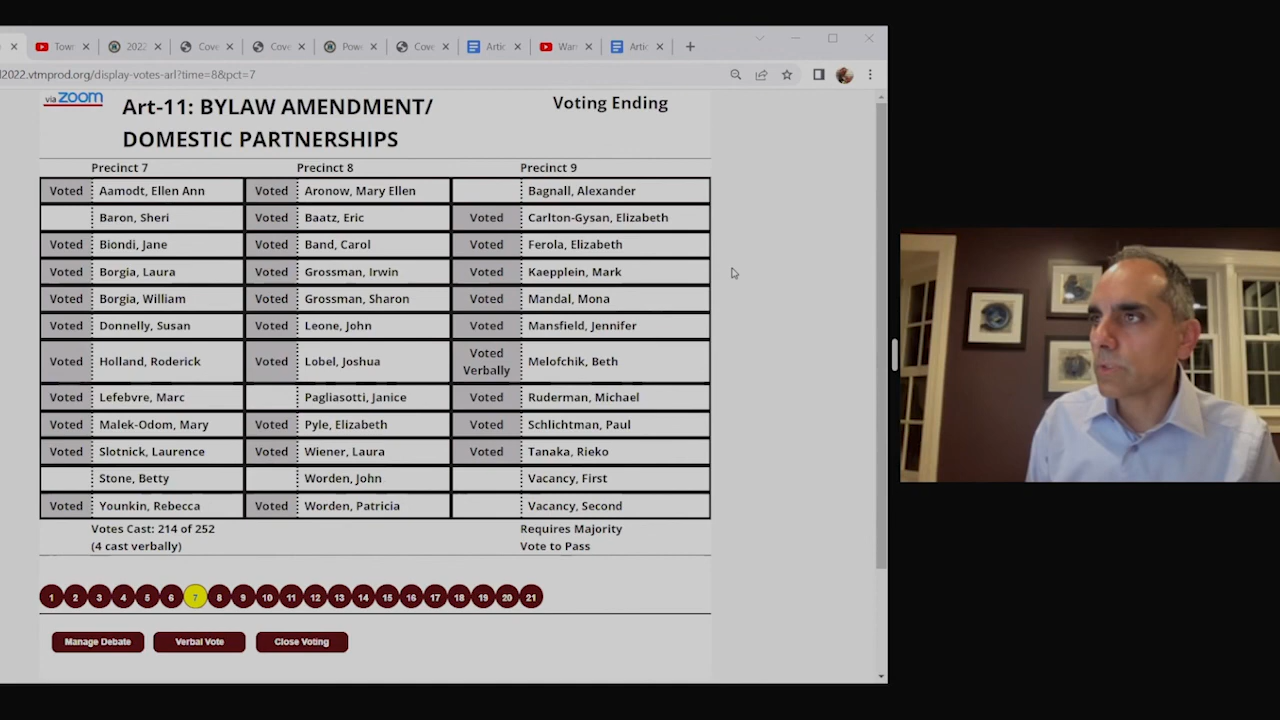 Town
2022
Cove
Cove
Pow
Cove
Artic
War
Artic
l2022.vtmprod.org/display-votes-arl?time=8&pct=7
via zoom
Art-11: BYLAW AMENDMENT/
DOMESTIC PARTNERSHIPS
Voting Ending
Precinct 7 Precinct 8 Precinct 9
Voted Aamodt, Ellen Ann Voted Aronow, Mary Ellen Bagnall, Alexander
Baron, Sheri Voted Baatz, Eric Voted Carlton-Gysan, Elizabeth
Voted Biondi, Jane Voted Band, Carol Voted Ferola, Elizabeth
Voted Borgia, Laura Voted Grossman, Irwin Voted Kaepplein, Mark
Voted Borgia, William Voted Grossman, Sharon Voted Mandal, Mona
Voted Donnelly, Susan Voted Leone, John Voted Mansfield, Jennifer
Voted Holland, Roderick Voted Lobel, Joshua Voted Verbally Melofchik, Beth
Voted Lefebvre, Marc Pagliasotti, Janice Voted Ruderman, Michael
Voted Malek-Odom, Mary Voted Pyle, Elizabeth Voted Schlichtman, Paul
Voted Slotnick, Laurence Voted Wiener, Laura Voted Tanaka, Rieko
Stone, Betty Worden, John Vacancy, First
Voted Younkin, Rebecca Voted Worden, Patricia Vacancy, Second
Votes Cast: 214 of 252
(4 cast verbally)
Requires Majority
Vote to Pass
1 2 3 4 5 6 7 8 9 10 11 12 13 14 15 16 17 18 19 20 21
Manage Debate Verbal Vote Close Voting